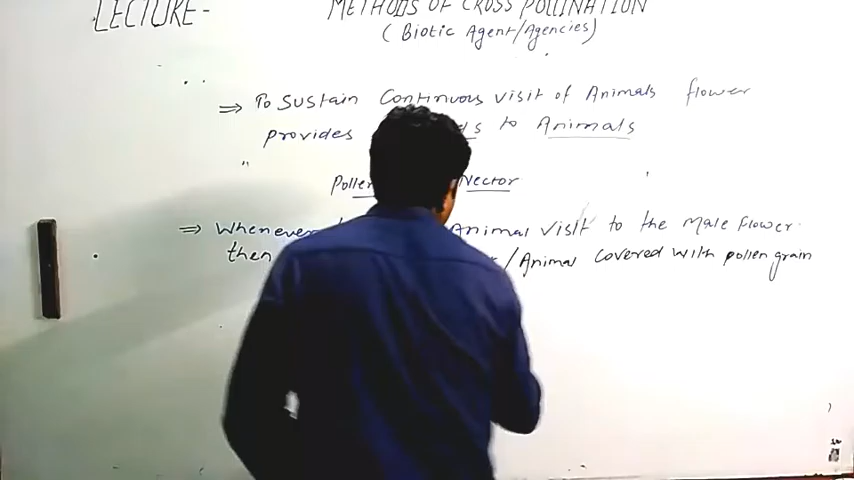 LECTURE -
METHODS OF CROSS POLLINATION
( Biotic Agent/Agencies)
⇒ To Sustain Continuous visit of Animals flower
provides to Animals
Nector
⇒ Whenever Animal visit to the Male flower.
then /Animal covered with pollen grain